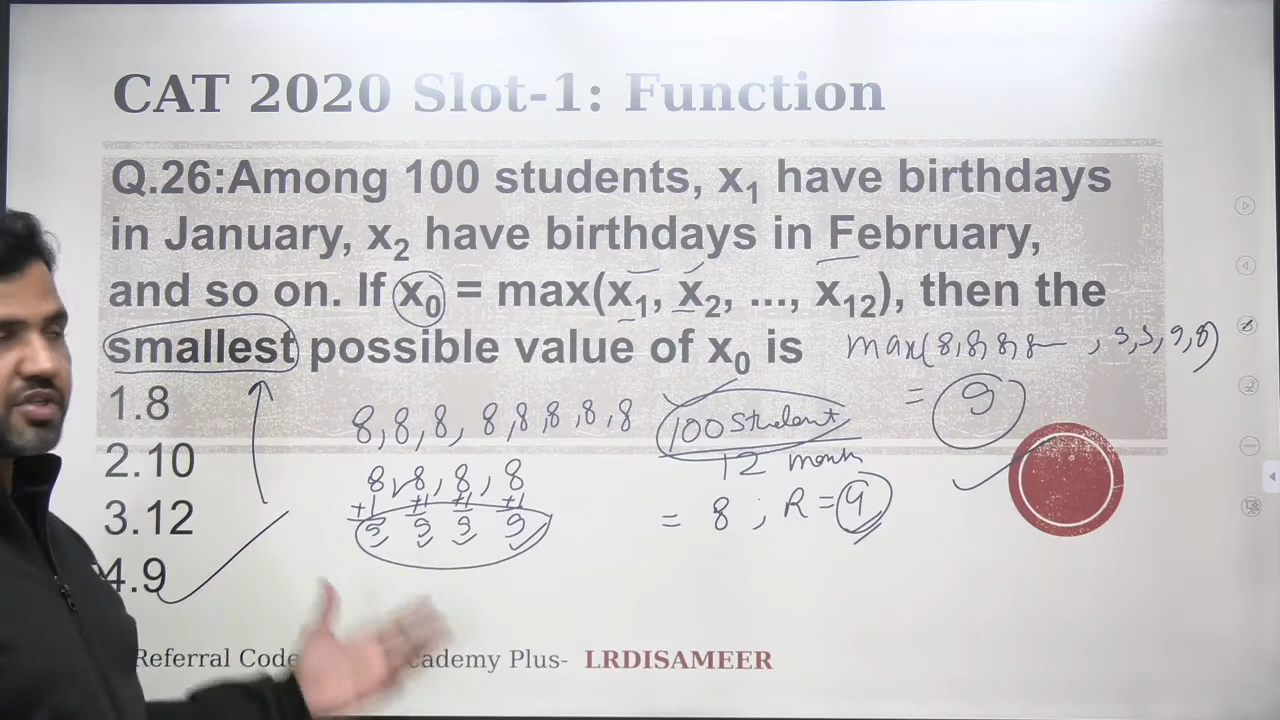 CAT 2020 Slot-1: Function
Q.26:Among 100 students, x₁ have birthdays
in January, x₂ have birthdays in February,
and so on. If x₀ = max(x₁, x₂, ..., x₁₂), then the
smallest possible value of x₀ is
max(8,8,8,8— , 9,9,9,9)
= 9
1.8
2.10
3.12
4.9
8,8,8, 8,8,8,8,8
8,8,8,8
+1 +1 +1 +1
9 9 9 9
100 Student
12 month
= 8 ; R = 4
Referral Code
cademy Plus- LRDISAMEER